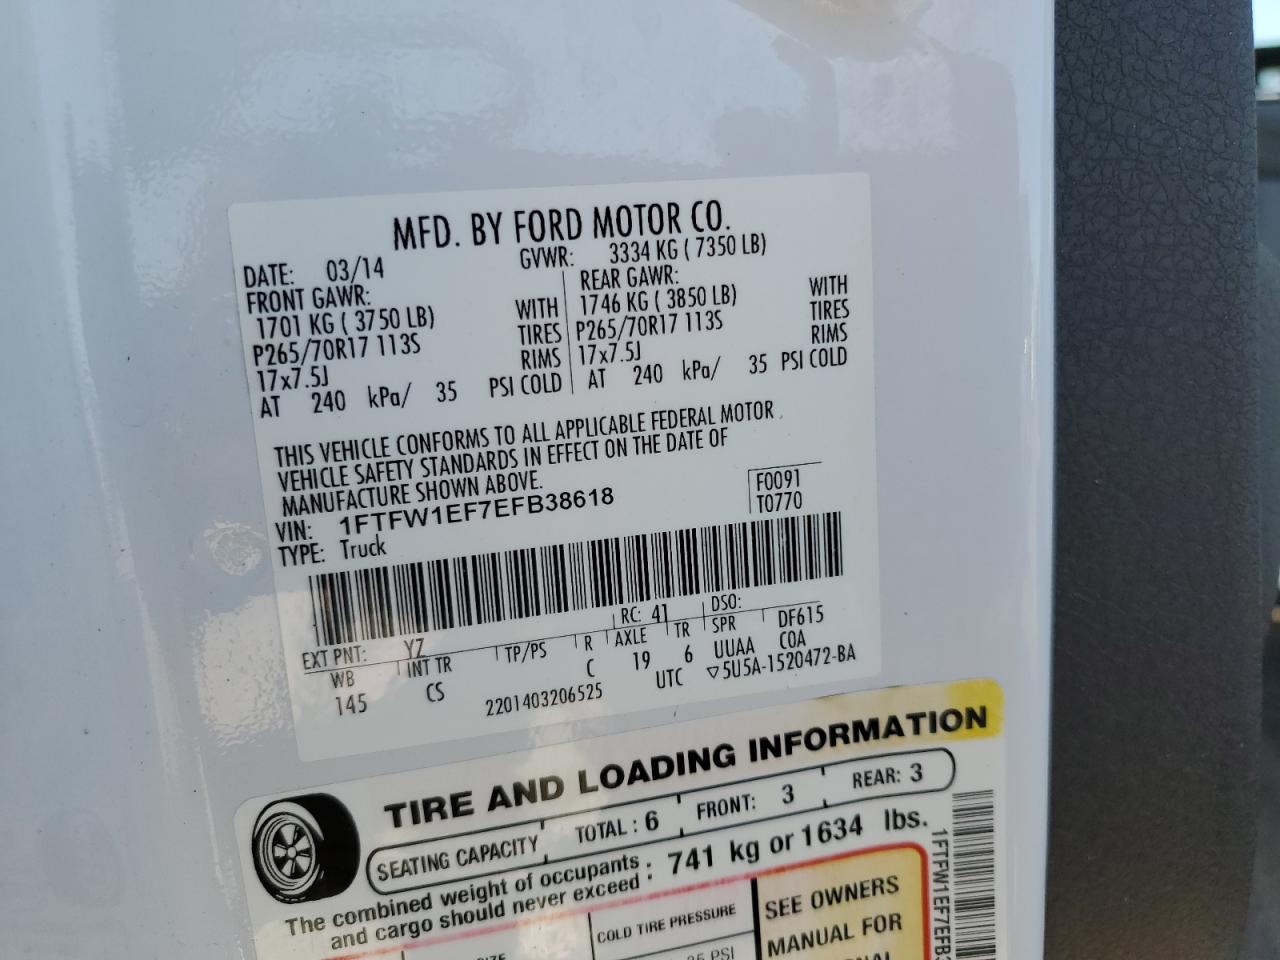 MFD. BY FORD MOTOR CO.
DATE: 03/14 GVWR: 3334 KG ( 7350 LB)
FRONT GAWR: REAR GAWR:
1701 KG ( 3750 LB) WITH 1746 KG ( 3850 LB) WITH
P265/70R17 113S TIRES P265/70R17 113S TIRES
17x7.5J RIMS 17x7.5J RIMS
AT 240 kPa/ 35 PSI COLD AT 240 kPa/ 35 PSI COLD
THIS VEHICLE CONFORMS TO ALL APPLICABLE FEDERAL MOTOR
VEHICLE SAFETY STANDARDS IN EFFECT ON THE DATE OF
MANUFACTURE SHOWN ABOVE.
VIN: 1FTFW1EF7EFB38618 F0091
TYPE: Truck T0770
EXT PNT: YZ RC: 41 DSO:
WB INT TR TP/PS R AXLE TR SPR DF615
145 CS C 19 6 UUAA COA
2201403206525 UTC ▽5U5A-1520472-BA
TIRE AND LOADING INFORMATION
SEATING CAPACITY TOTAL : 6 FRONT: 3 REAR: 3
The combined weight of occupants : 741 kg or 1634 lbs.
and cargo should never exceed :
COLD TIRE PRESSURE
SEE OWNERS
MANUAL FOR
1FTFW1EF7EFB